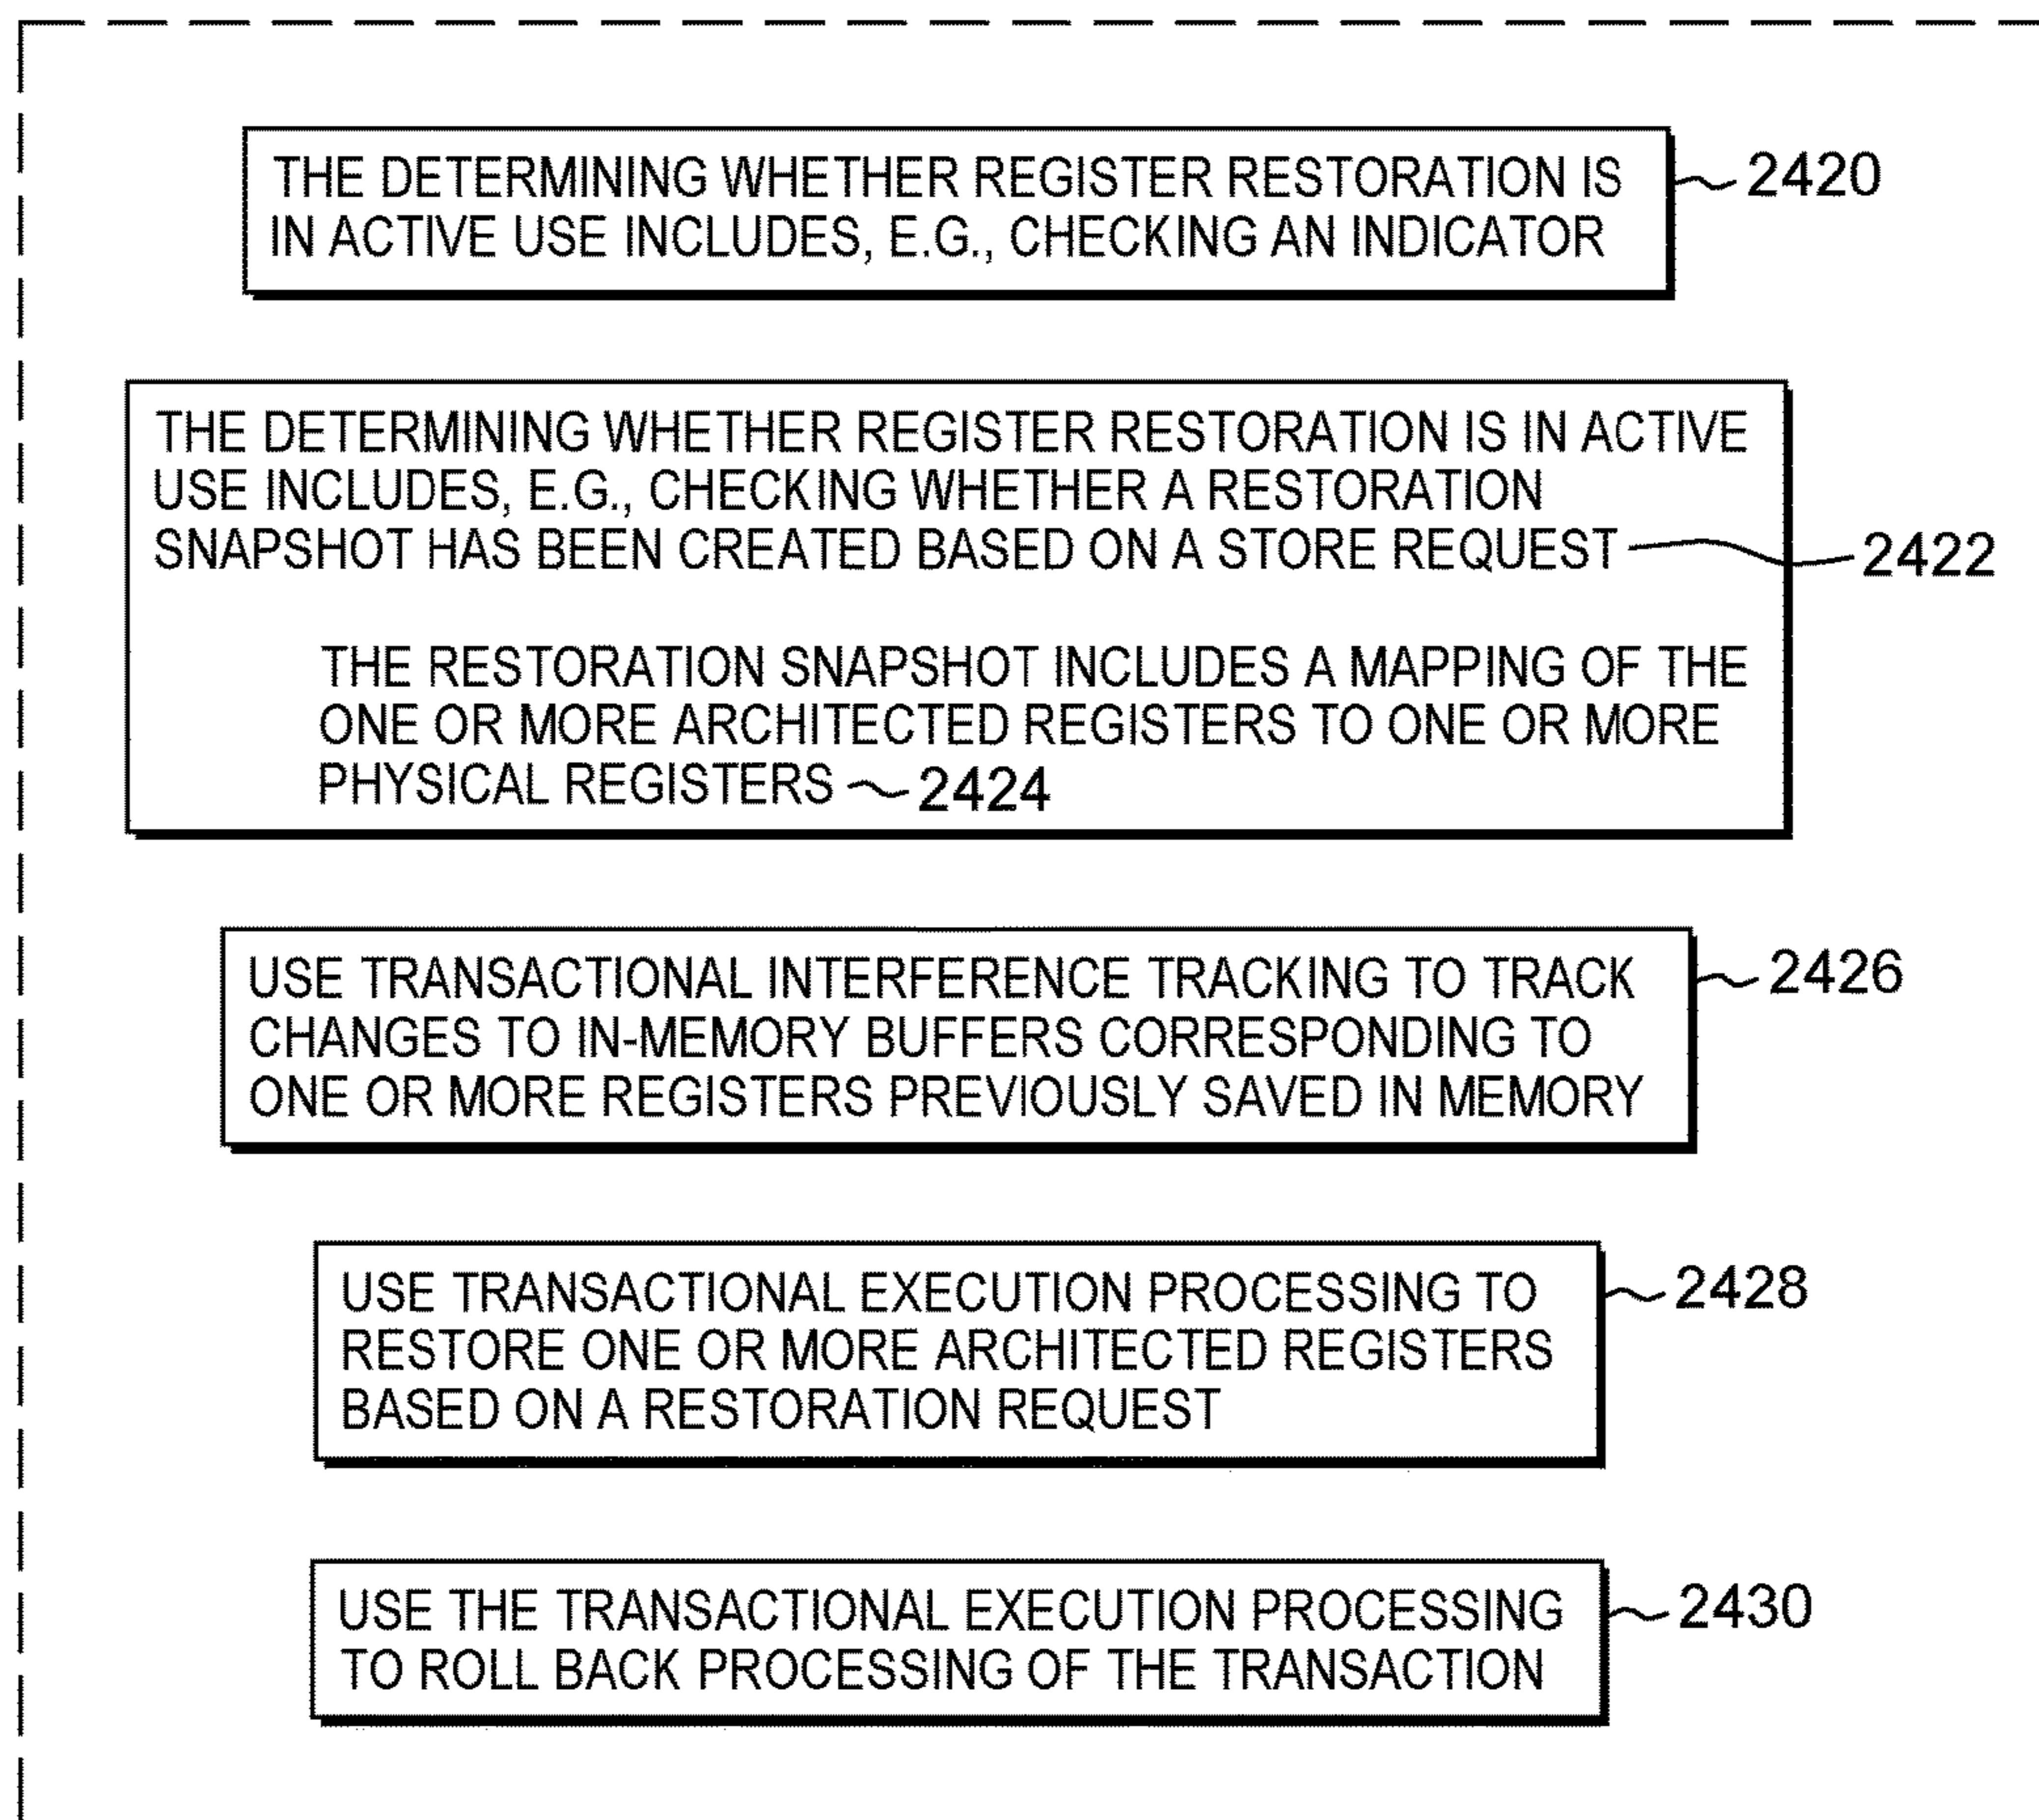 THE DETERMINING WHETHER REGISTER RESTORATION IS
IN ACTIVE USE INCLUDES, E.G., CHECKING AN INDICATOR
2420
THE DETERMINING WHETHER REGISTER RESTORATION IS IN ACTIVE
USE INCLUDES, E.G., CHECKING WHETHER A RESTORATION
SNAPSHOT HAS BEEN CREATED BASED ON A STORE REQUEST
2422
THE RESTORATION SNAPSHOT INCLUDES A MAPPING OF THE
ONE OR MORE ARCHITECTED REGISTERS TO ONE OR MORE
PHYSICAL REGISTERS
2424
USE TRANSACTIONAL INTERFERENCE TRACKING TO TRACK
CHANGES TO IN-MEMORY BUFFERS CORRESPONDING TO
ONE OR MORE REGISTERS PREVIOUSLY SAVED IN MEMORY
2426
USE TRANSACTIONAL EXECUTION PROCESSING TO
RESTORE ONE OR MORE ARCHITECTED REGISTERS
BASED ON A RESTORATION REQUEST
2428
USE THE TRANSACTIONAL EXECUTION PROCESSING
TO ROLL BACK PROCESSING OF THE TRANSACTION
2430